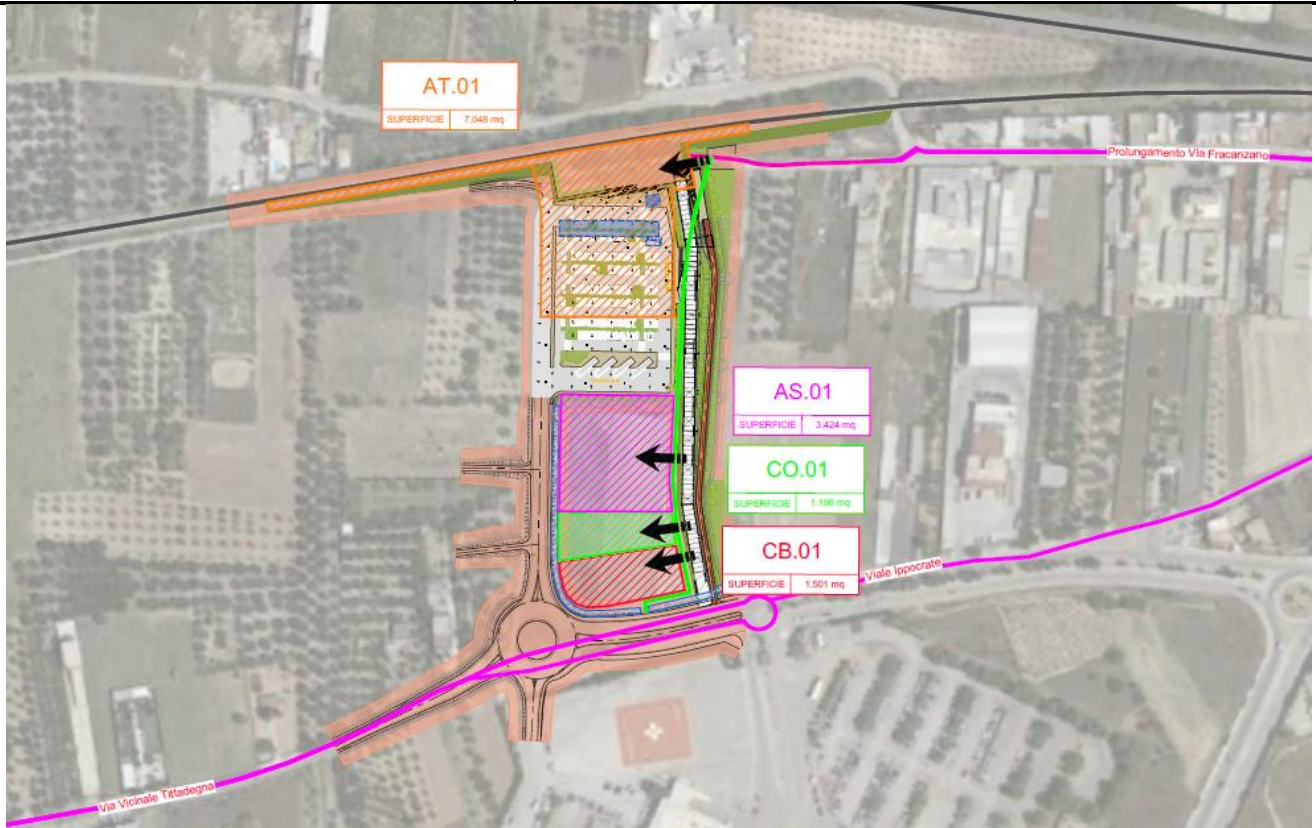 AT.01
SUPERFICIE 7.048 mq
Prolungamento Via Fracanzano
AS.01
SUPERFICIE 3.424 mq
CO.01
SUPERFICIE 1.196 mq
CB.01
SUPERFICIE 1.501 mq
Viale Ippocrate
Via Vicinale Tittadegna